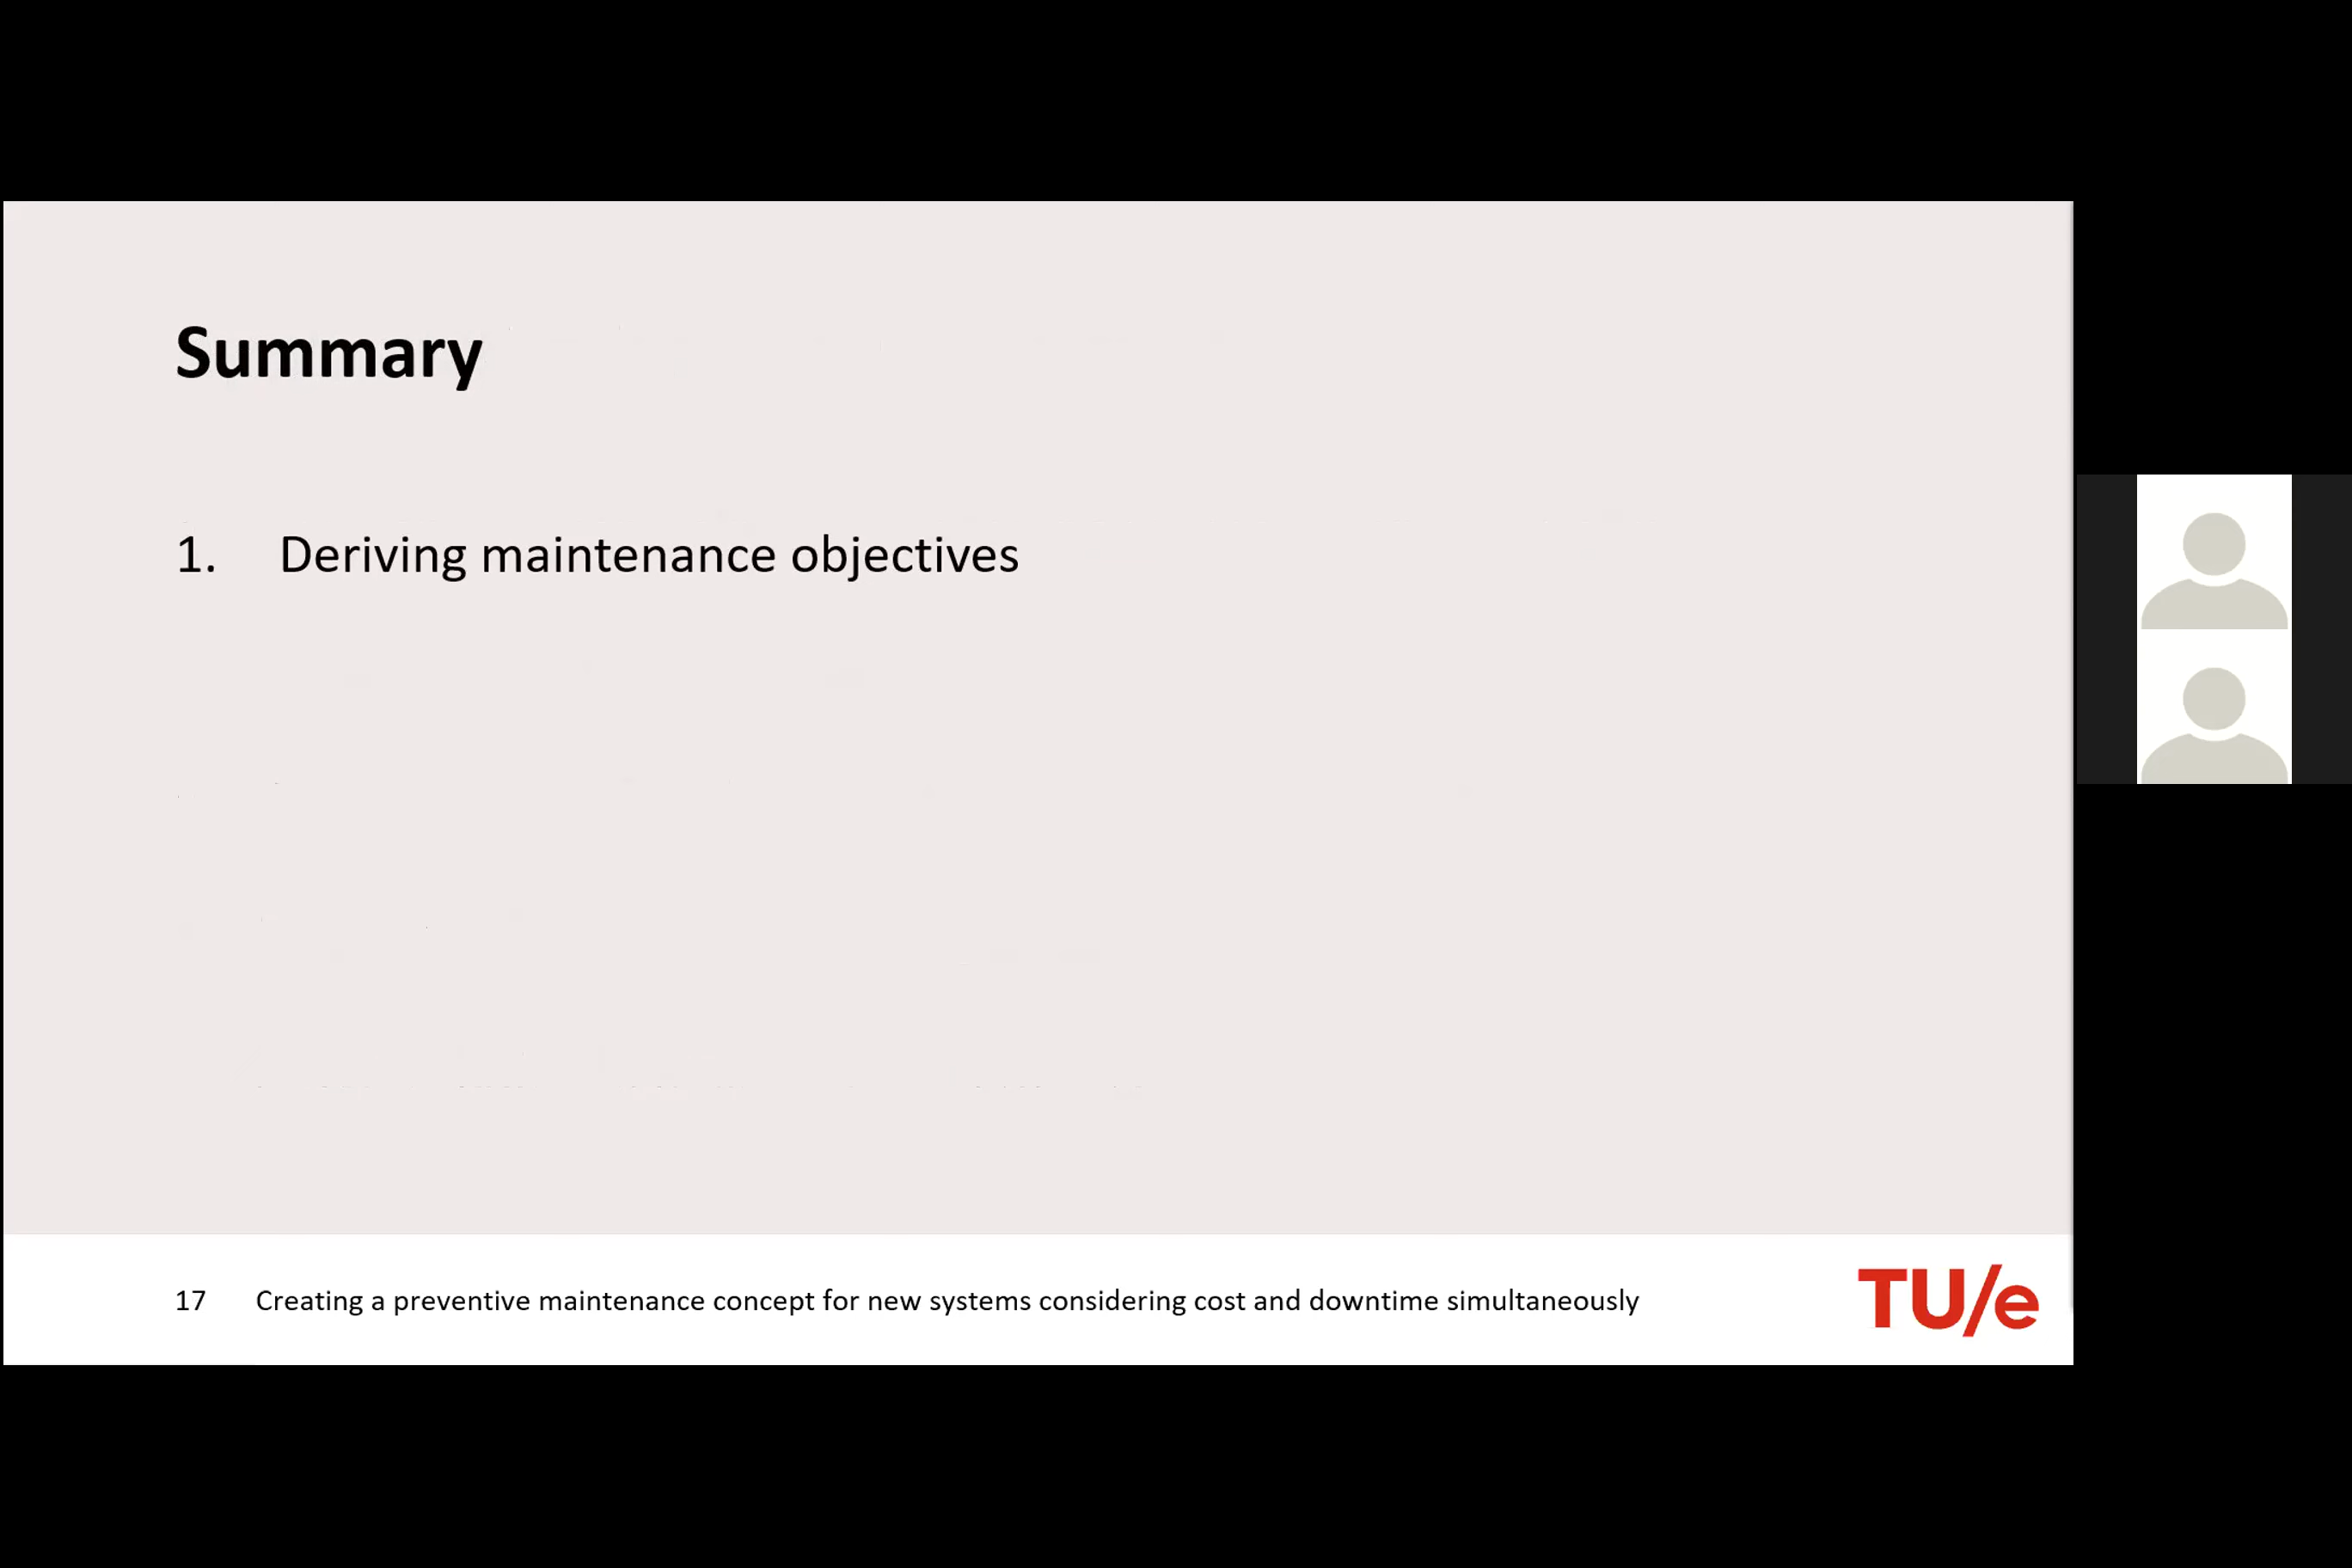 Summary
1. Deriving maintenance objectives
17 Creating a preventive maintenance concept for new systems considering cost and downtime simultaneously
TU/e